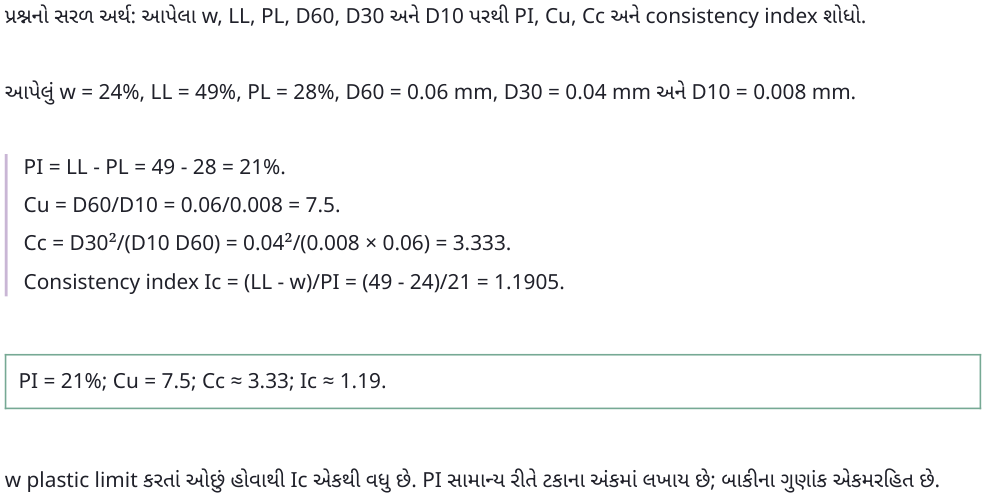 પ્રશ્નનો સરળ અર્થ: આપેલા w, LL, PL, D60, D30 અને D10 પરથી PI, Cu, Cc અને consistency index શોધો.
આપેલું w = 24%, LL = 49%, PL = 28%, D60 = 0.06 mm, D30 = 0.04 mm અને D10 = 0.008 mm.
PI = LL - PL = 49 - 28 = 21%.
Cu = D60/D10 = 0.06/0.008 = 7.5.
Cc = D30²/(D10 D60) = 0.04²/(0.008 × 0.06) = 3.333.
Consistency index Ic = (LL - w)/PI = (49 - 24)/21 = 1.1905.
PI = 21%; Cu = 7.5; Cc ≈ 3.33; Ic ≈ 1.19.
w plastic limit કરતાં ઓછું હોવાથી Ic એકથી વધુ છે. PI સામાન્ય રીતે ટકાના અંકમાં લખાય છે; બાકીના ગુણાંક એકમરહિત છે.